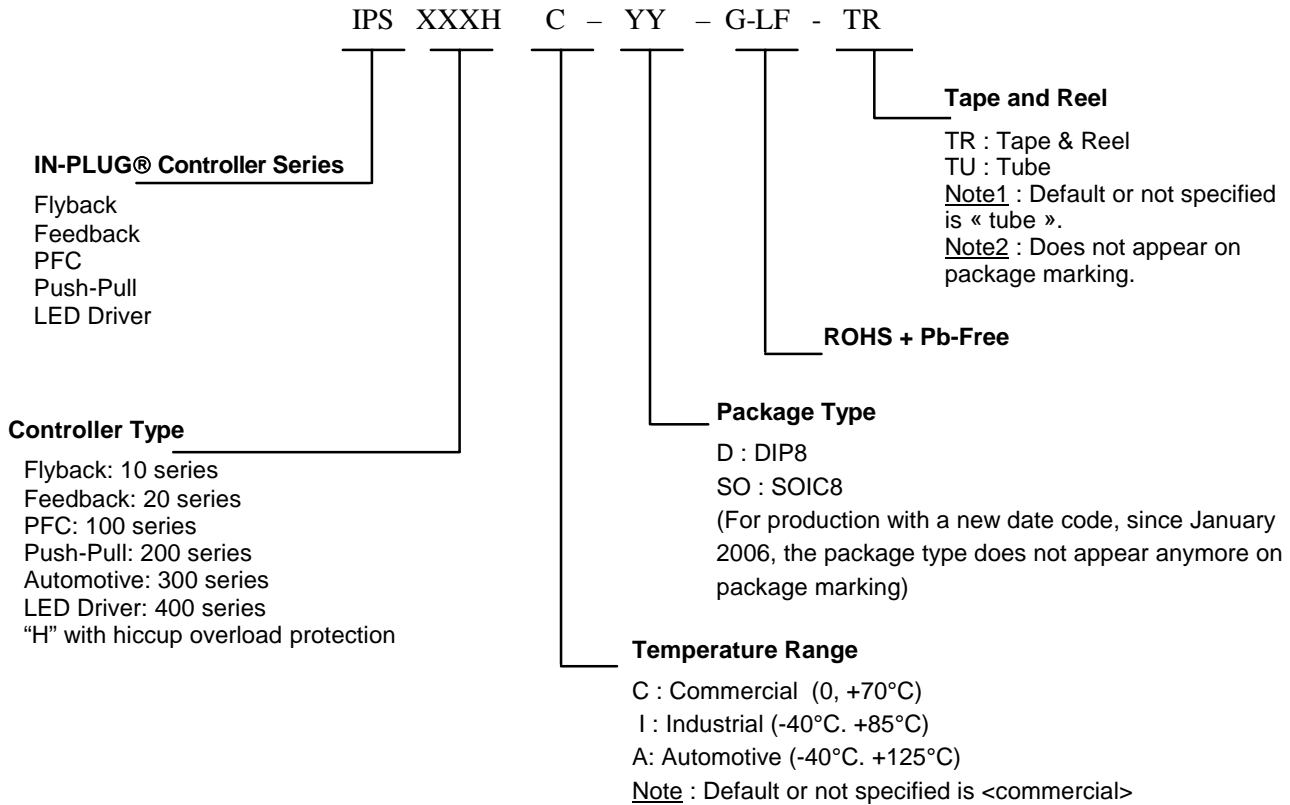 IPS XXXH C – YY – G-LF - TR
Tape and Reel
TR : Tape & Reel
TU : Tube
Note1 : Default or not specified
is « tube ».
Note2 : Does not appear on
package marking.
IN-PLUG® Controller Series
Flyback
Feedback
PFC
Push-Pull
LED Driver
ROHS + Pb-Free
Package Type
D : DIP8
SO : SOIC8
(For production with a new date code, since January
2006, the package type does not appear anymore on
package marking)
Controller Type
Flyback: 10 series
Feedback: 20 series
PFC: 100 series
Push-Pull: 200 series
Automotive: 300 series
LED Driver: 400 series
“H” with hiccup overload protection
Temperature Range
C : Commercial (0, +70°C)
I : Industrial (-40°C. +85°C)
A: Automotive (-40°C. +125°C)
Note : Default or not specified is <commercial>